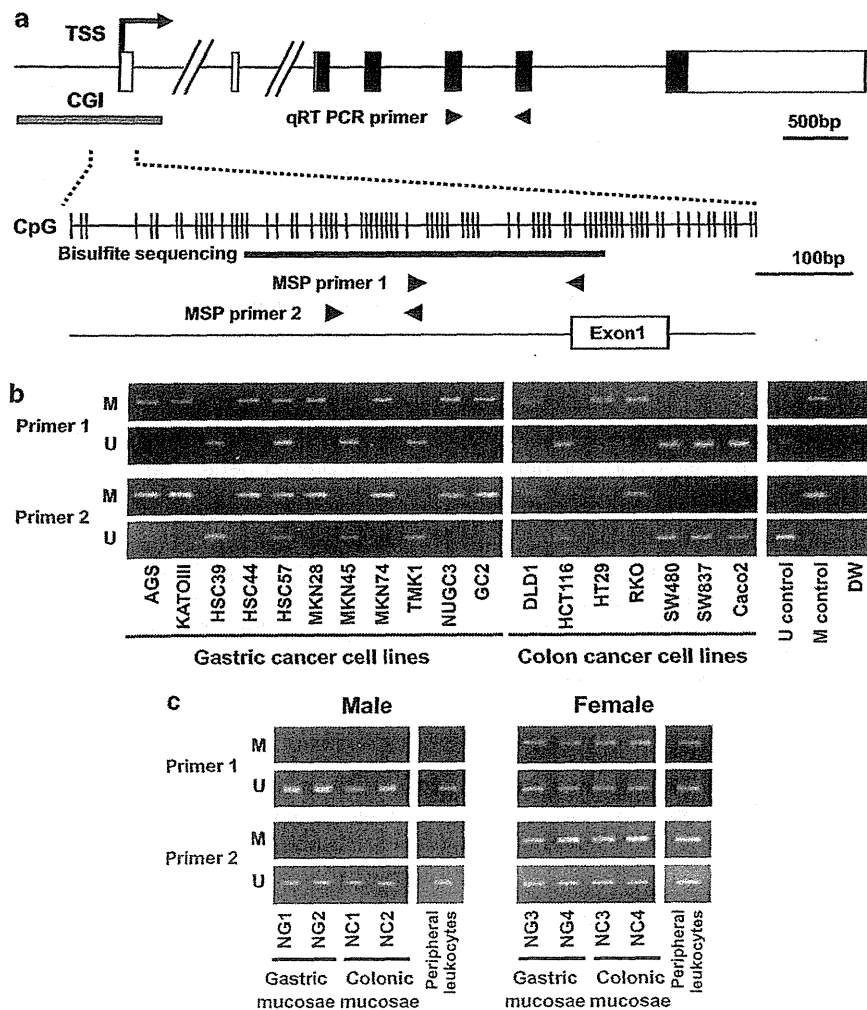 a
TSS
CGI
qRT PCR primer
500bp
CpG
Bisulfite sequencing
100bp
MSP primer 1
MSP primer 2
Exon1
b
Primer 1
M
U
Primer 2
M
U
AGS
KATOIII
HSC39
HSC44
HSC57
MKN28
MKN45
MKN74
TMK1
NUGC3
GC2
DLD1
HCT116
HT29
RKO
SW480
SW837
Caco2
U control
M control
DW
Gastric cancer cell lines
Colon cancer cell lines
c
Male
Female
Primer 1
M
U
Primer 2
M
U
NG1
NG2
NC1
NC2
Peripheral
leukocytes
NG3
NG4
NC3
NC4
Peripheral
leukocytes
Gastric Colonic
mucosae mucosae
Gastric Colonic
mucosae mucosae